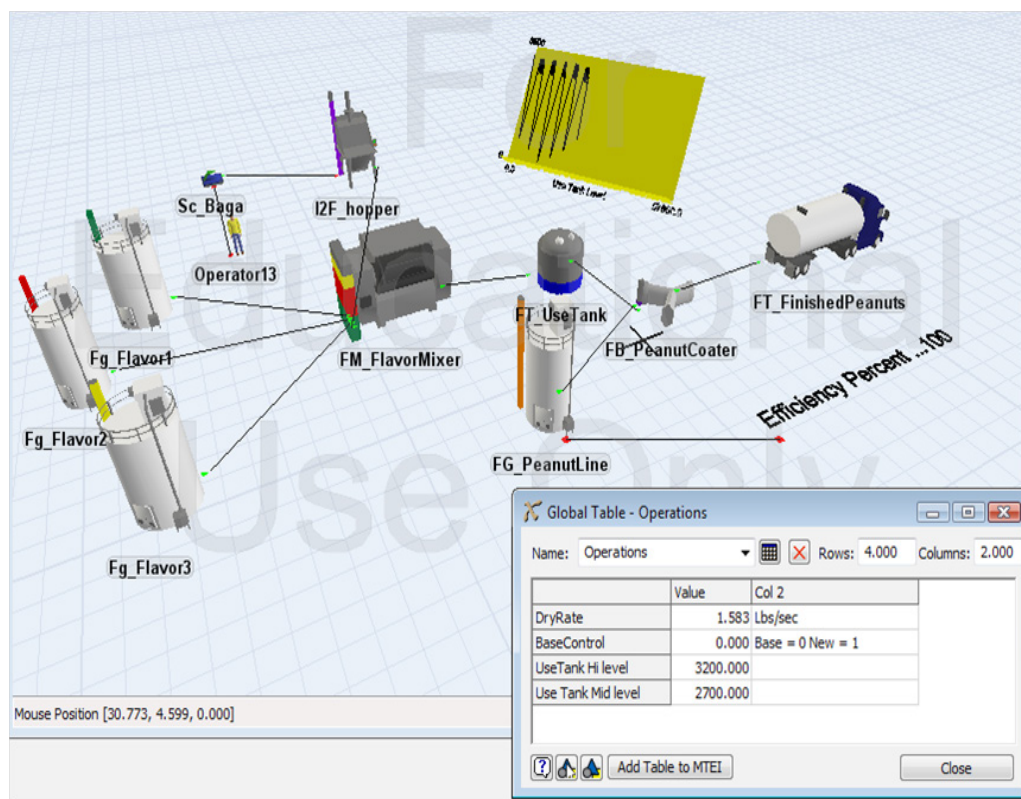 For
Educational
Use Only
Use Tank Level
Sc_Baga
I2F_hopper
Operator13
Fg_Flavor1
FM_FlavorMixer
FT_UseTank
FB_PeanutCoater
FT_FinishedPeanuts
Fg_Flavor2
Efficiency Percent ...100
FG_PeanutLine
Fg_Flavor3
Mouse Position [30.773, 4.599, 0.000]
Global Table - Operations
Name: Operations Rows: 4.000 Columns: 2.000
Value Col 2
DryRate 1.583 Lbs/sec
BaseControl 0.000 Base = 0 New = 1
UseTank Hi level 3200.000
Use Tank Mid level 2700.000
? Add Table to MTEI Close